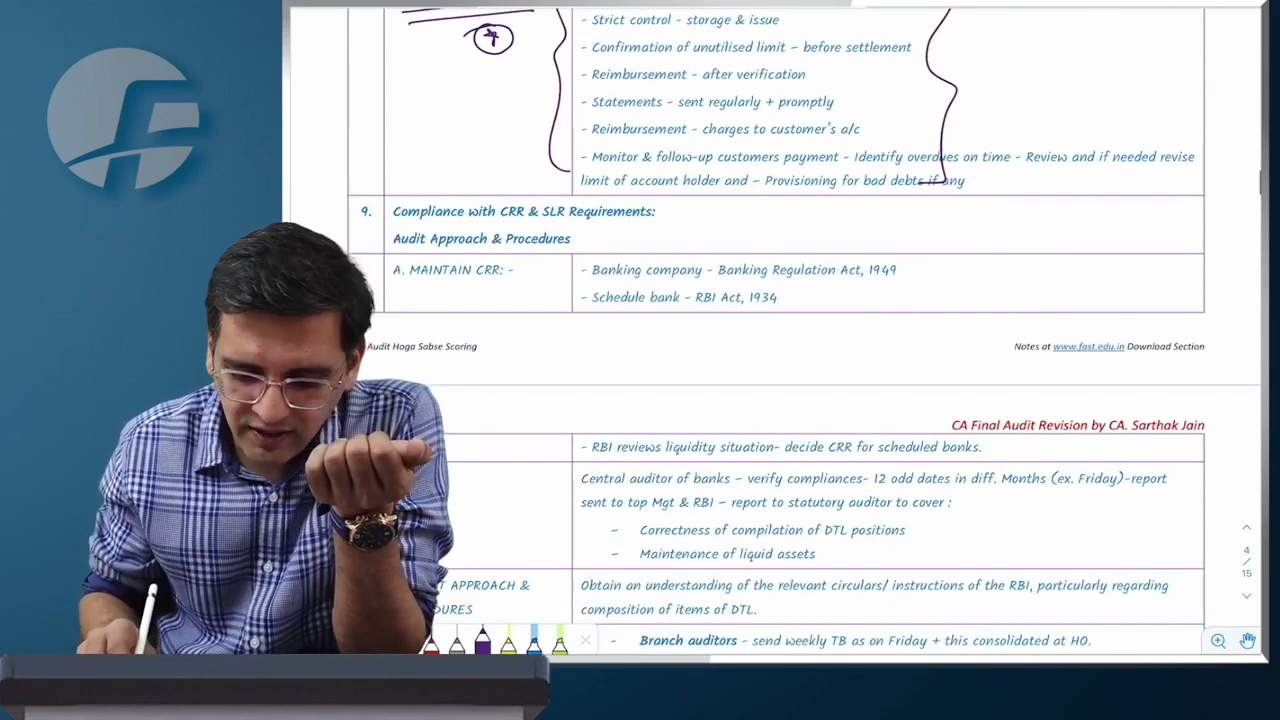 - Strict control - storage & issue
7
- Confirmation of unutilised limit – before settlement
- Reimbursement - after verification
- Statements - sent regularly + promptly
- Reimbursement - charges to customer's a/c
- Monitor & follow-up customers payment - Identify overdues on time - Review and if needed revise
limit of account holder and – Provisioning for bad debts if any
9. Compliance with CRR & SLR Requirements:
Audit Approach & Procedures
A. MAINTAIN CRR: -
- Banking company - Banking Regulation Act, 1949
- Schedule bank - RBI Act, 1934
Audit Hoga Sabse Scoring
Notes at www.fast.edu.in Download Section
CA Final Audit Revision by CA. Sarthak Jain
- RBI reviews liquidity situation- decide CRR for scheduled banks.
Central auditor of banks – verify compliances- 12 odd dates in diff. Months (ex. Friday)-report
sent to top Mgt & RBI – report to statutory auditor to cover :
- Correctness of compilation of DTL positions
- Maintenance of liquid assets
T APPROACH &
DURES
Obtain an understanding of the relevant circulars/ instructions of the RBI, particularly regarding
composition of items of DTL.
- Branch auditors - send weekly TB as on Friday + this consolidated at HO.
4
/
15